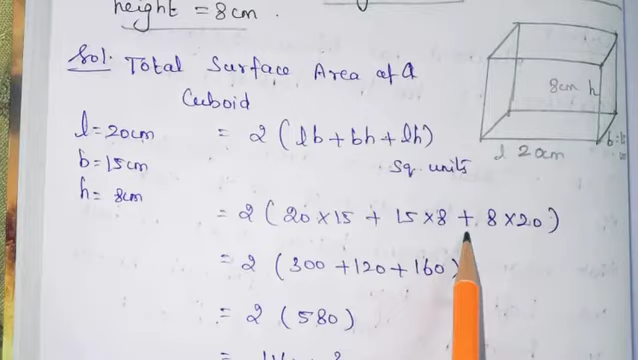 height = 8cm.
Sol. Total Surface Area of a
Cuboid
l = 20cm = 2 (lb + bh + lh)
b = 15cm sq. units
h = 8cm
= 2 (20 × 15 + 15 × 8 + 8 × 20)
= 2 (300 + 120 + 160)
= 2 (580)
8cm h
l 20cm